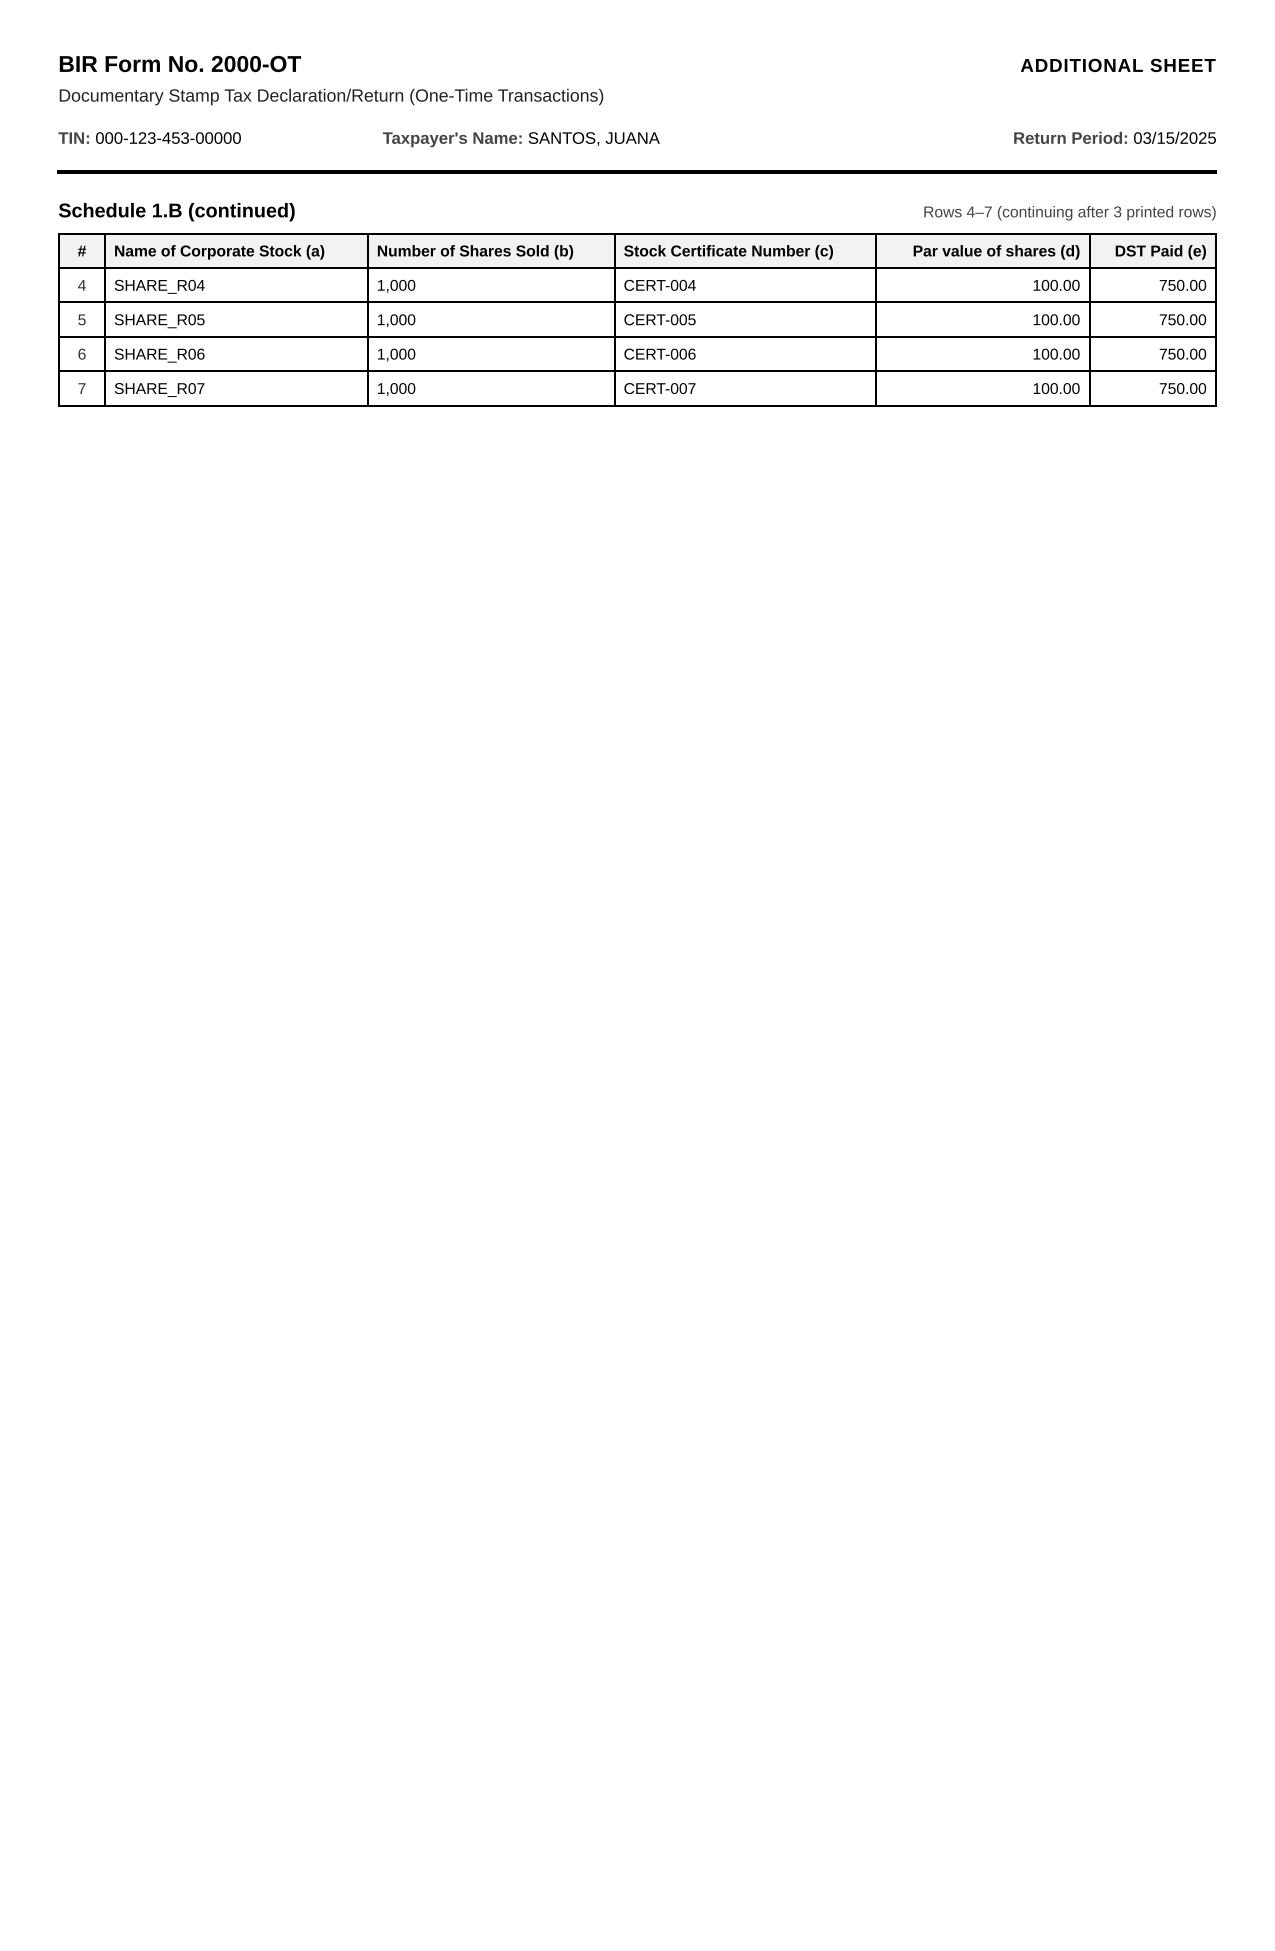 BIR Form No. 2000-OT
ADDITIONAL SHEET
Documentary Stamp Tax Declaration/Return (One-Time Transactions)
TIN: 000-123-453-00000 Taxpayer's Name: SANTOS, JUANA Return Period: 03/15/2025
Schedule 1.B (continued) Rows 4–7 (continuing after 3 printed rows)
# Name of Corporate Stock (a) Number of Shares Sold (b) Stock Certificate Number (c) Par value of shares (d) DST Paid (e)
4 SHARE_R04 1,000 CERT-004 100.00 750.00
5 SHARE_R05 1,000 CERT-005 100.00 750.00
6 SHARE_R06 1,000 CERT-006 100.00 750.00
7 SHARE_R07 1,000 CERT-007 100.00 750.00